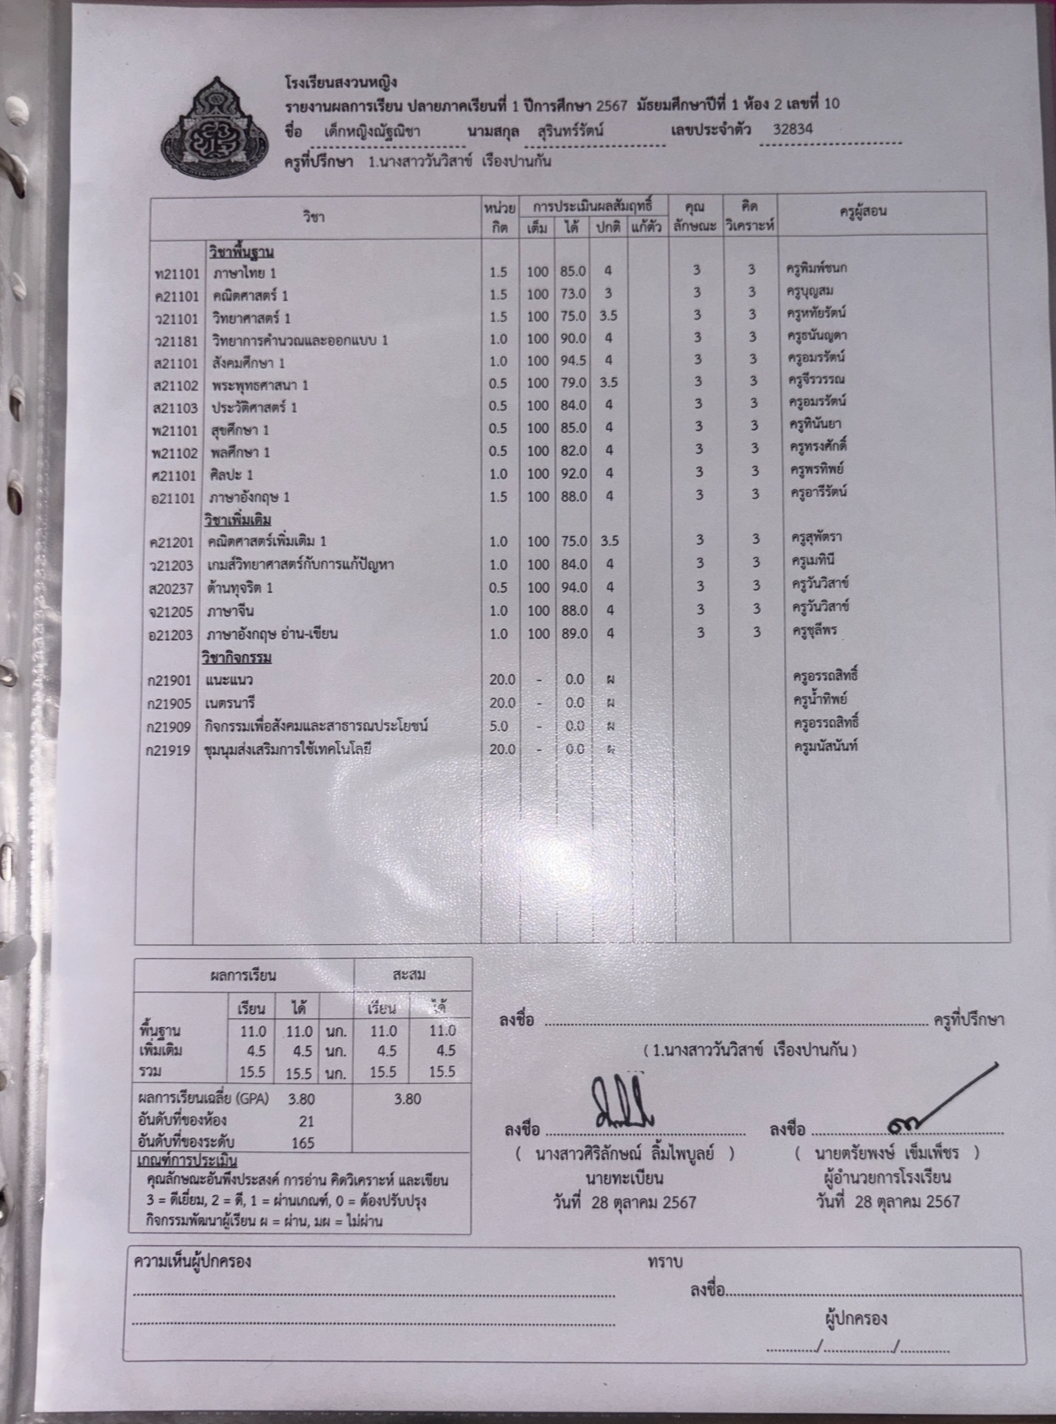 โรงเรียนสงวนหญิง
รายงานผลการเรียน ปลายภาคเรียนที่ 1 ปีการศึกษา 2567 มัธยมศึกษาปีที่ 1 ห้อง 2 เลขที่ 10
ชื่อ เด็กหญิงณัฐณิชา นามสกุล สุรินทร์รัตน์ เลขประจำตัว 32834
ครูที่ปรึกษา 1.นางสาววันวิสาข์ เรืองปานกัน
วิชา หน่วยกิต การประเมินผลสัมฤทธิ์ คุณลักษณะ คิดวิเคราะห์ ครูผู้สอน
เต็ม ได้ ปกติ แก้ตัว
วิชาพื้นฐาน
ท21101 ภาษาไทย 1 1.5 100 85.0 4 3 3 ครูพิมพ์ชนก
ค21101 คณิตศาสตร์ 1 1.5 100 73.0 3 3 3 ครูบุญสม
ว21101 วิทยาศาสตร์ 1 1.5 100 75.0 3.5 3 3 ครูหทัยรัตน์
ว21181 วิทยาการคำนวณและออกแบบ 1 1.0 100 90.0 4 3 3 ครูธนันญดา
ส21101 สังคมศึกษา 1 1.0 100 94.5 4 3 3 ครูอมรรัตน์
ส21102 พระพุทธศาสนา 1 0.5 100 79.0 3.5 3 3 ครูจีรวรรณ
ส21103 ประวัติศาสตร์ 1 0.5 100 84.0 4 3 3 ครูอมรรัตน์
พ21101 สุขศึกษา 1 0.5 100 85.0 4 3 3 ครูทินันยา
พ21102 พลศึกษา 1 0.5 100 82.0 4 3 3 ครูทรงศักดิ์
ศ21101 ศิลปะ 1 1.0 100 92.0 4 3 3 ครูพรทิพย์
อ21101 ภาษาอังกฤษ 1 1.5 100 88.0 4 3 3 ครูอารีรัตน์
วิชาเพิ่มเติม
ค21201 คณิตศาสตร์เพิ่มเติม 1 1.0 100 75.0 3.5 3 3 ครูสุพัตรา
ว21203 เกมส์วิทยาศาสตร์กับการแก้ปัญหา 1.0 100 84.0 4 3 3 ครูเมทินี
ส20237 ต้านทุจริต 1 0.5 100 94.0 4 3 3 ครูวันวิสาข์
จ21205 ภาษาจีน 1.0 100 88.0 4 3 3 ครูวันวิสาข์
อ21203 ภาษาอังกฤษ อ่าน-เขียน 1.0 100 89.0 4 3 3 ครูชุลีพร
วิชากิจกรรม
ก21901 แนะแนว 20.0 - 0.0 ผ ครูอรรถสิทธิ์
ก21905 เนตรนารี 20.0 - 0.0 ผ ครูน้ำทิพย์
ก21909 กิจกรรมเพื่อสังคมและสาธารณประโยชน์ 5.0 - 0.0 ผ ครูอรรถสิทธิ์
ก21919 ชุมนุมส่งเสริมการใช้เทคโนโลยี 20.0 - 0.0 ผ ครูมนัสนันท์
ผลการเรียน สะสม
เรียน ได้ เรียน ได้
พื้นฐาน 11.0 11.0 นก. 11.0 11.0
เพิ่มเติม 4.5 4.5 นก. 4.5 4.5
รวม 15.5 15.5 นก. 15.5 15.5
ผลการเรียนเฉลี่ย (GPA) 3.80 3.80
อันดับที่ของห้อง 21
อันดับที่ของระดับ 165
เกณฑ์การประเมิน
คุณลักษณะอันพึงประสงค์ การอ่าน คิดวิเคราะห์ และเขียน
3 = ดีเยี่ยม, 2 = ดี, 1 = ผ่านเกณฑ์, 0 = ต้องปรับปรุง
กิจกรรมพัฒนาผู้เรียน ผ = ผ่าน, มผ = ไม่ผ่าน
ลงชื่อ ครูที่ปรึกษา
( 1.นางสาววันวิสาข์ เรืองปานกัน )
ลงชื่อ ลงชื่อ
( นางสาวศิริลักษณ์ ลิ้มไพบูลย์ ) ( นายตรัยพงษ์ เข็มเพ็ชร )
นายทะเบียน ผู้อำนวยการโรงเรียน
วันที่ 28 ตุลาคม 2567 วันที่ 28 ตุลาคม 2567
ความเห็นผู้ปกครอง ทราบ
ลงชื่อ
ผู้ปกครอง